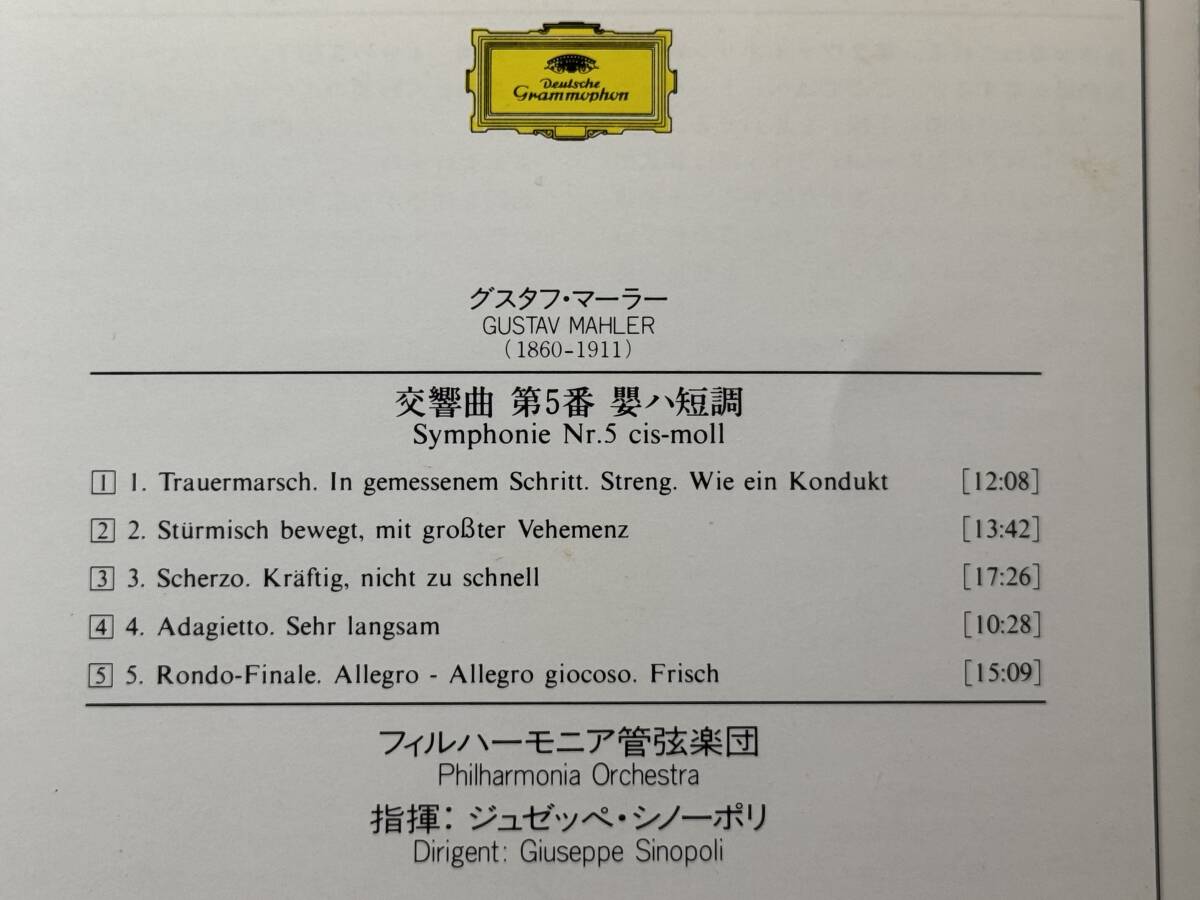 Deutsche
Grammophon
グスタフ・マーラー
GUSTAV MAHLER
(1860-1911)
交響曲 第5番 嬰ハ短調
Symphonie Nr.5 cis-moll
1 1. Trauermarsch. In gemessenem Schritt. Streng. Wie ein Kondukt [12:08]
2 2. Stürmisch bewegt, mit großter Vehemenz [13:42]
3 3. Scherzo. Kräftig, nicht zu schnell [17:26]
4 4. Adagietto. Sehr langsam [10:28]
5 5. Rondo-Finale. Allegro - Allegro giocoso. Frisch [15:09]
フィルハーモニア管弦楽団
Philharmonia Orchestra
指揮: ジュゼッペ・シノーポリ
Dirigent: Giuseppe Sinopoli